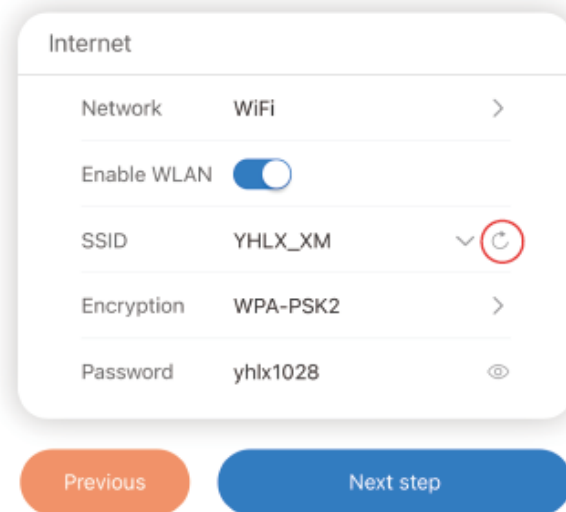 Internet
Network WiFi
Enable WLAN
SSID YHLX_XM
Encryption WPA-PSK2
Password yhlx1028
Previous Next step